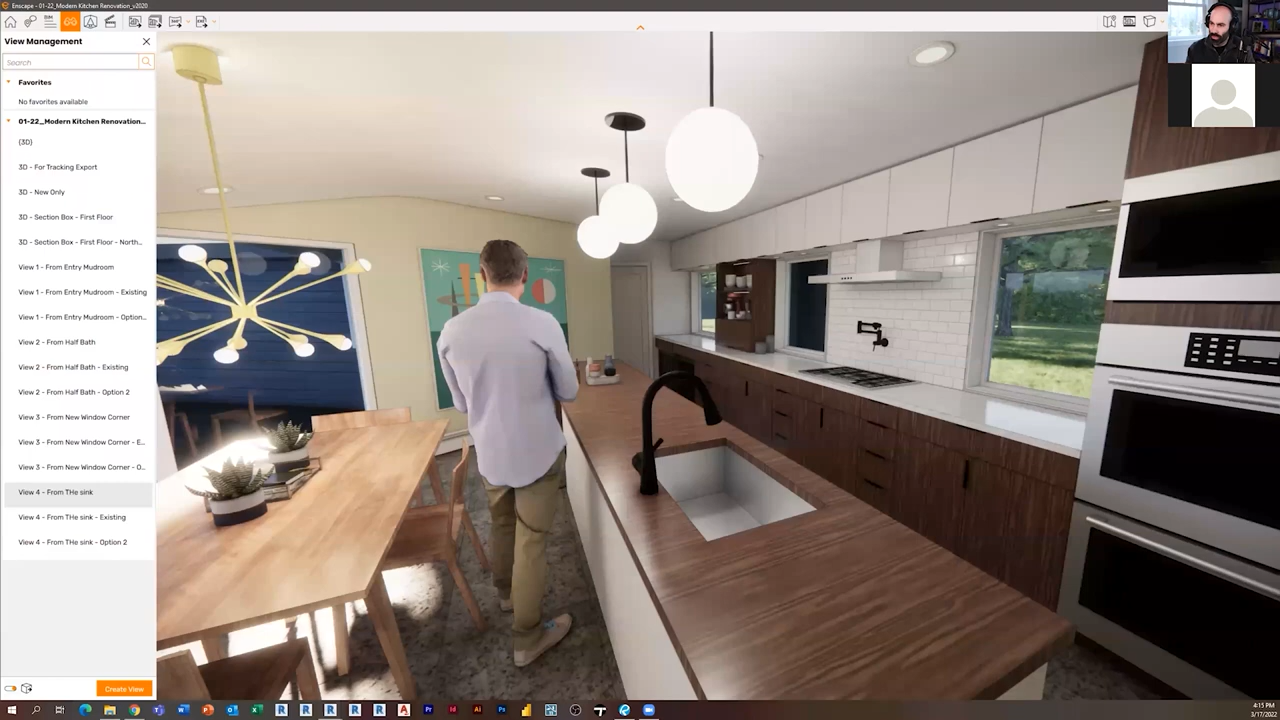 Enscape - 01-22_Modern Kitchen Renovation_v2020
View Management
Search
Favorites
No favorites available
01-22_Modern Kitchen Renovation...
{3D}
3D - For Tracking Export
3D - New Only
3D - Section Box - First Floor
3D - Section Box - First Floor - North...
View 1 - From Entry Mudroom
View 1 - From Entry Mudroom - Existing
View 1 - From Entry Mudroom - Option...
View 2 - From Half Bath
View 2 - From Half Bath - Existing
View 2 - From Half Bath - Option 2
View 3 - From New Window Corner
View 3 - From New Window Corner - E...
View 3 - From New Window Corner - O...
View 4 - From THe sink
View 4 - From THe sink - Existing
View 4 - From THe sink - Option 2
Create View
4:15 PM
3/17/2022